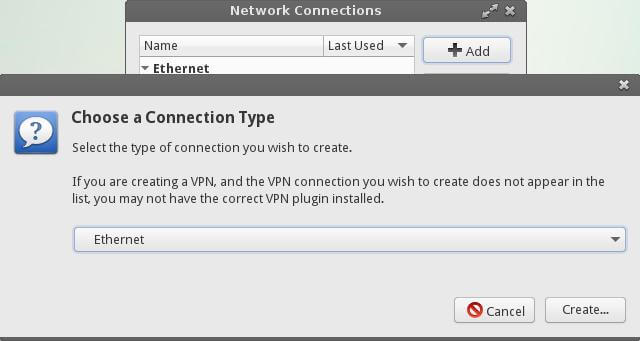 Network Connections
Name
Last Used
Add
Ethernet
Choose a Connection Type
Select the type of connection you wish to create.
If you are creating a VPN, and the VPN connection you wish to create does not appear in the
list, you may not have the correct VPN plugin installed.
Ethernet
Cancel
Create...